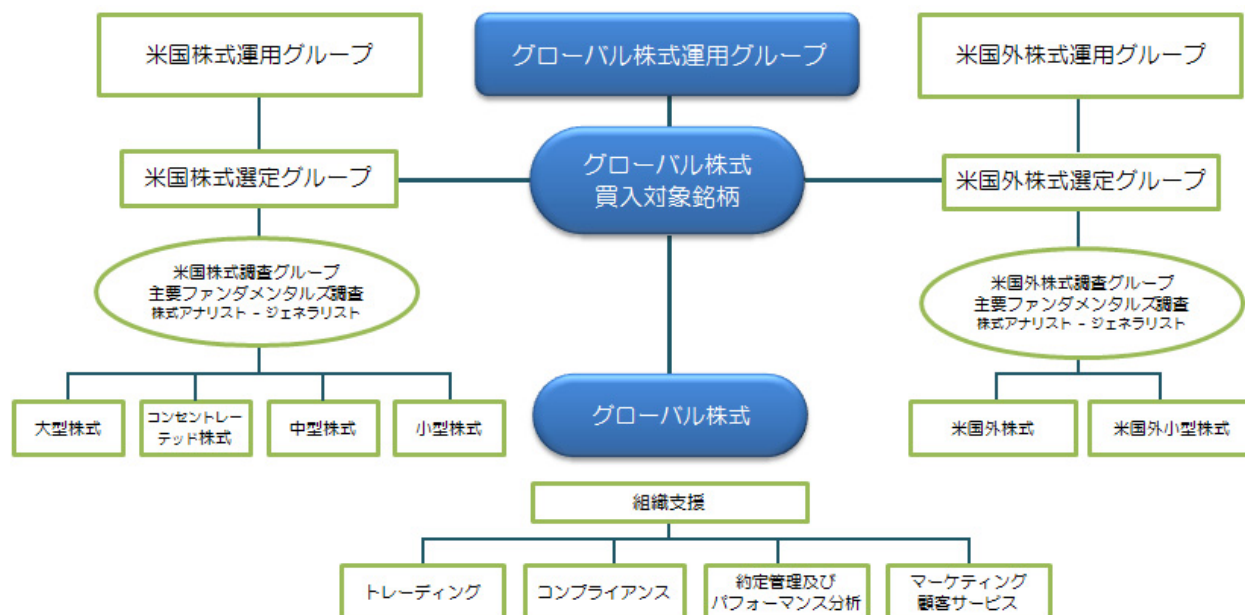 米国株式運用グループ
グローバル株式運用グループ
米国外株式運用グループ
米国株式選定グループ
グローバル株式
買入対象銘柄
米国外株式選定グループ
米国株式調査グループ
主要ファンダメンタルズ調査
株式アナリスト - ジェネラリスト
米国外株式調査グループ
主要ファンダメンタルズ調査
株式アナリスト - ジェネラリスト
大型株式
コンセントレー
テッド株式
中型株式
小型株式
グローバル株式
米国外株式
米国外小型株式
組織支援
トレーディング
コンプライアンス
約定管理及び
パフォーマンス分析
マーケティング
顧客サービス